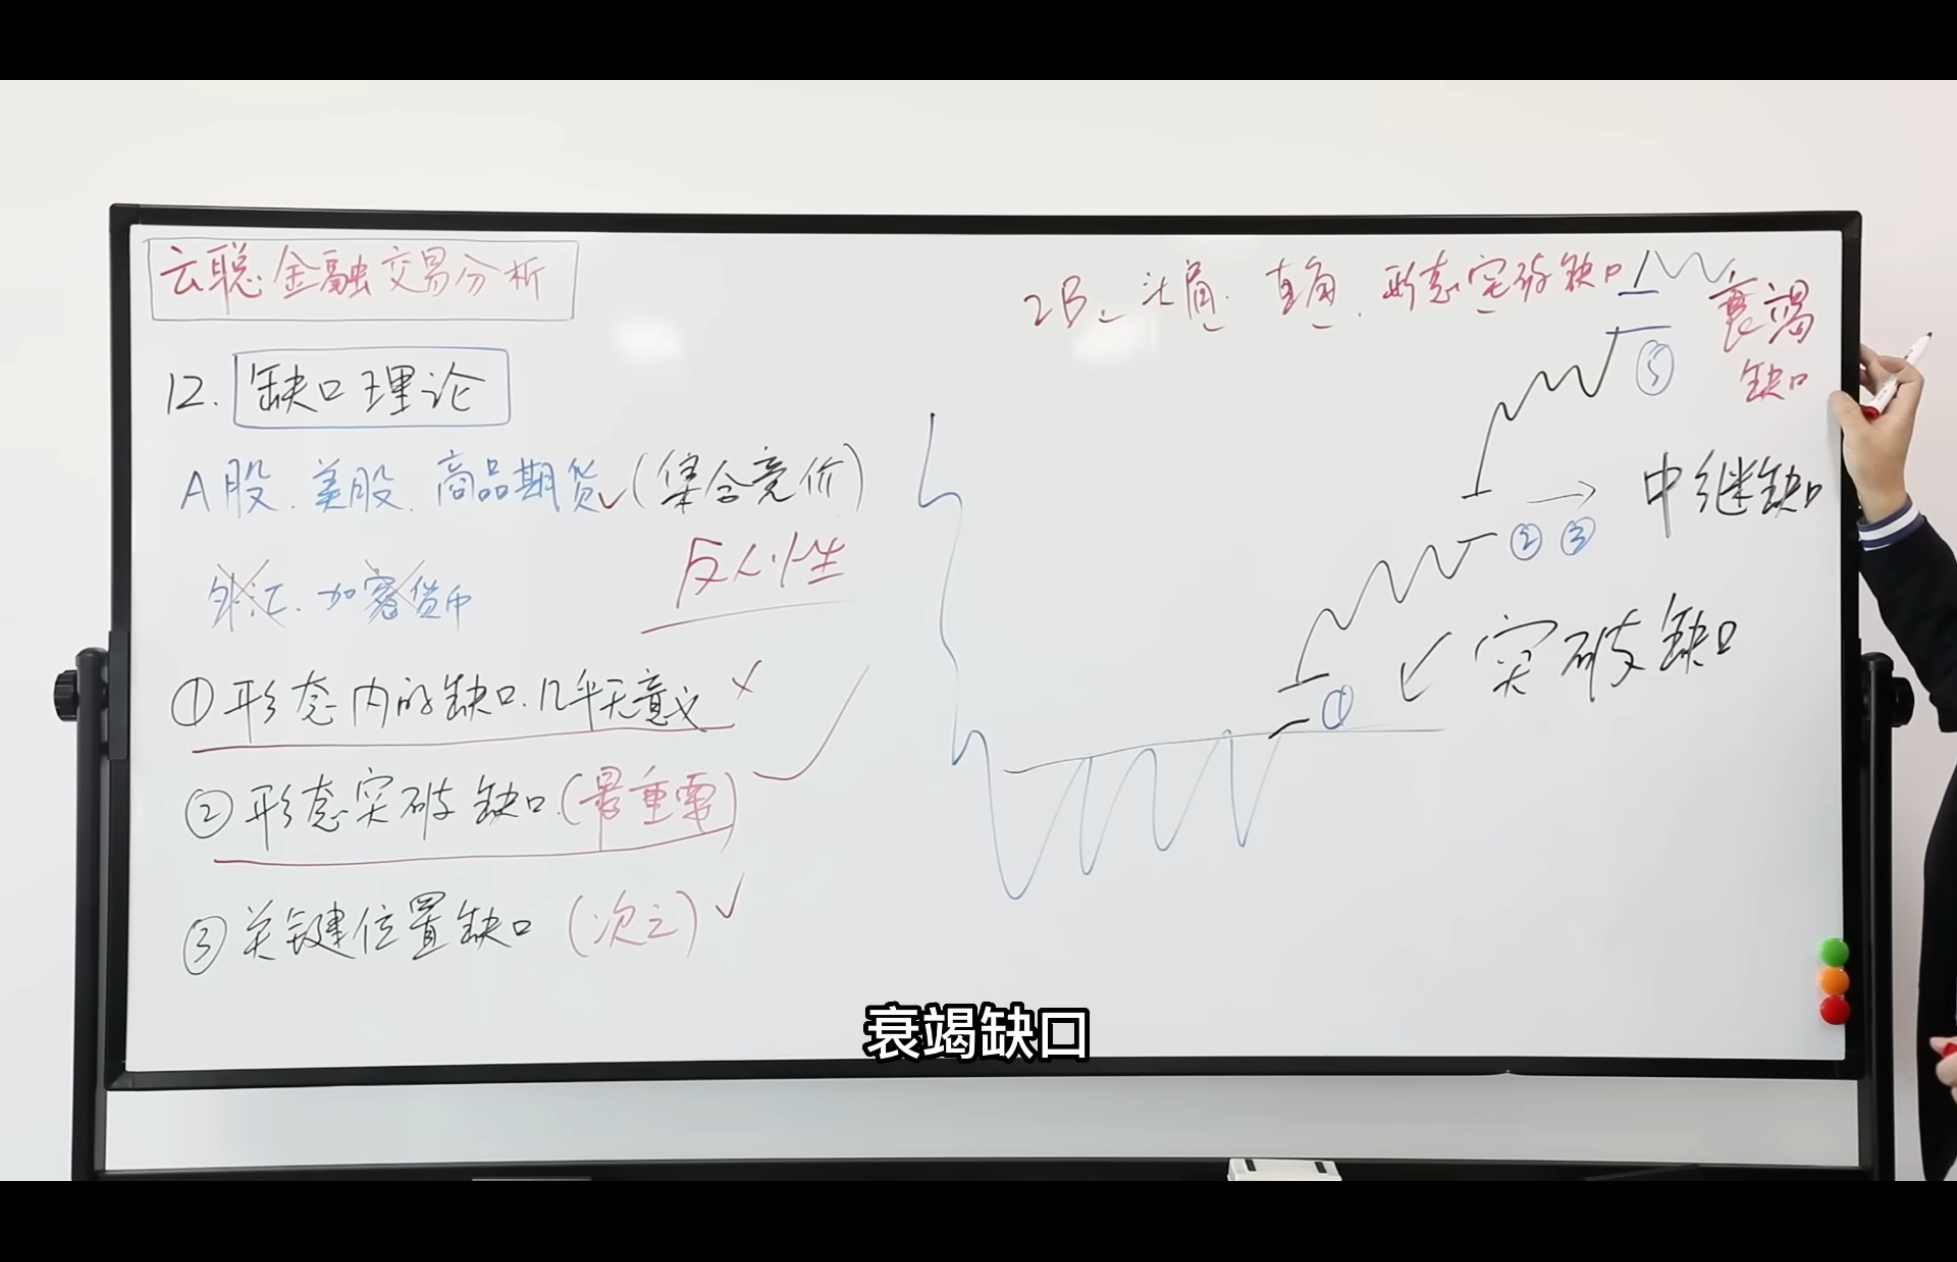 云聪金融交易分析
12. 缺口理论
A股、美股、商品期货✓(集合竞价)
外汇、加密货币
反人性
①形态内的缺口.几乎无意义 ×
②形态突破缺口.(最重要)
③关键位置缺口 (次之) ✓
2B、头肩、直角、形态突破缺口
衰竭
缺口
⑤
中继缺口
② ③
突破缺口
①
衰竭缺口